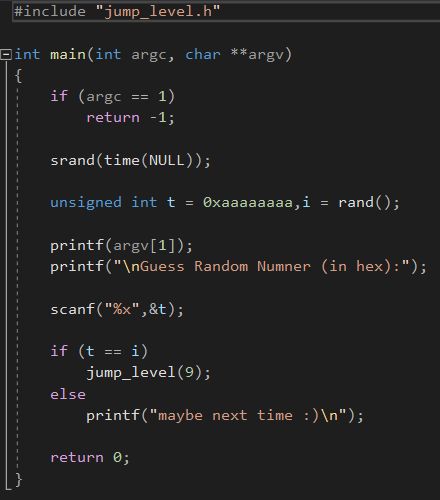 #include "jump_level.h"
int main(int argc, char **argv)
{
if (argc == 1)
return -1;
srand(time(NULL));
unsigned int t = 0xaaaaaaaa,i = rand();
printf(argv[1]);
printf("\nGuess Random Numner (in hex):");
scanf("%x",&t);
if (t == i)
jump_level(9);
else
printf("maybe next time :)\n");
return 0;
}